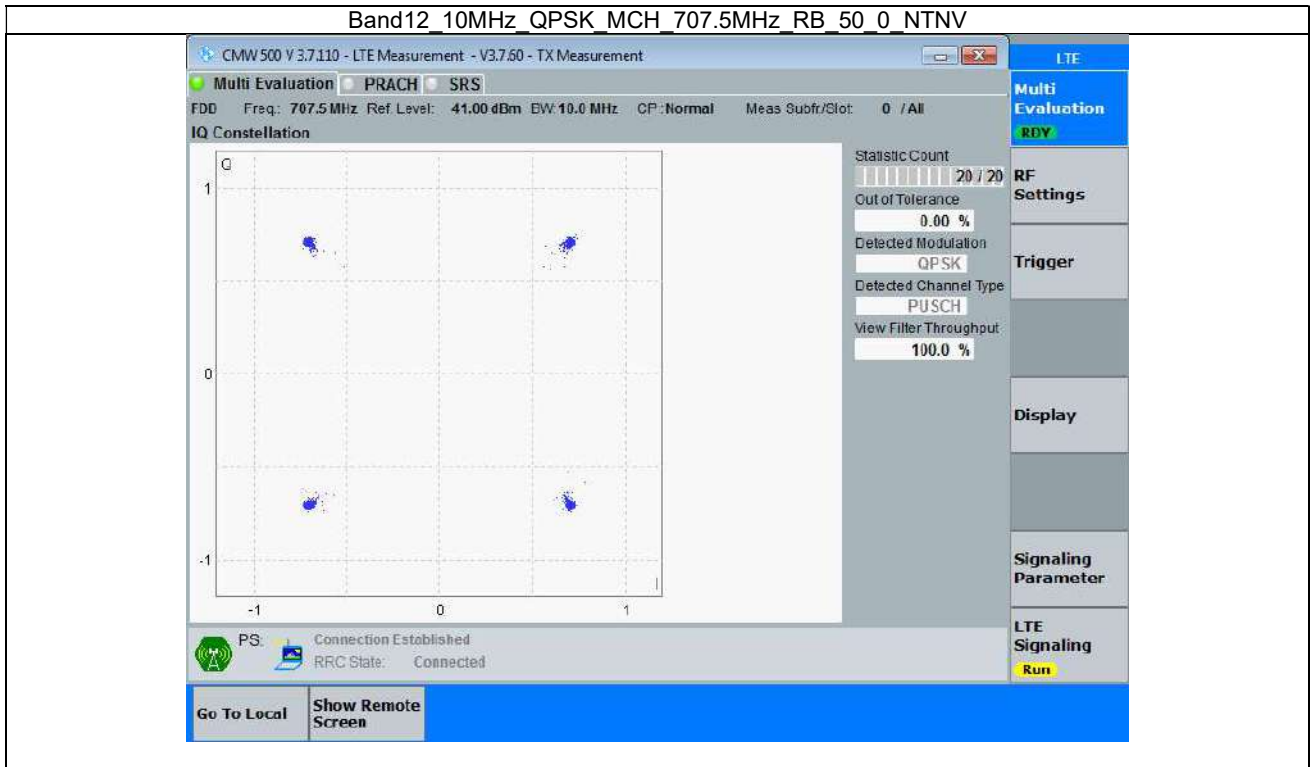 Band12_10MHz_QPSK_MCH_707.5MHz_RB_50_0_NTNV
CMW 500 V 3.7.110 - LTE Measurement - V3.7.60 - TX Measurement
LTE
Multi Evaluation PRACH SRS
FDD Freq.: 707.5 MHz Ref. Level: 41.00 dBm BW: 10.0 MHz CP: Normal Meas Subfr/Slot: 0 / All
IQ Constellation
Multi
Evaluation
RDY
Q
1
0
-1
-1 0 1
I
Statistic Count
20 / 20
Out of Tolerance
0.00 %
Detected Modulation
QPSK
Detected Channel Type
PUSCH
View Filter Throughput
100.0 %
RF
Settings
Trigger
Display
Signaling
Parameter
LTE
Signaling
Run
PS: Connection Established
RRC State: Connected
Go To Local
Show Remote
Screen